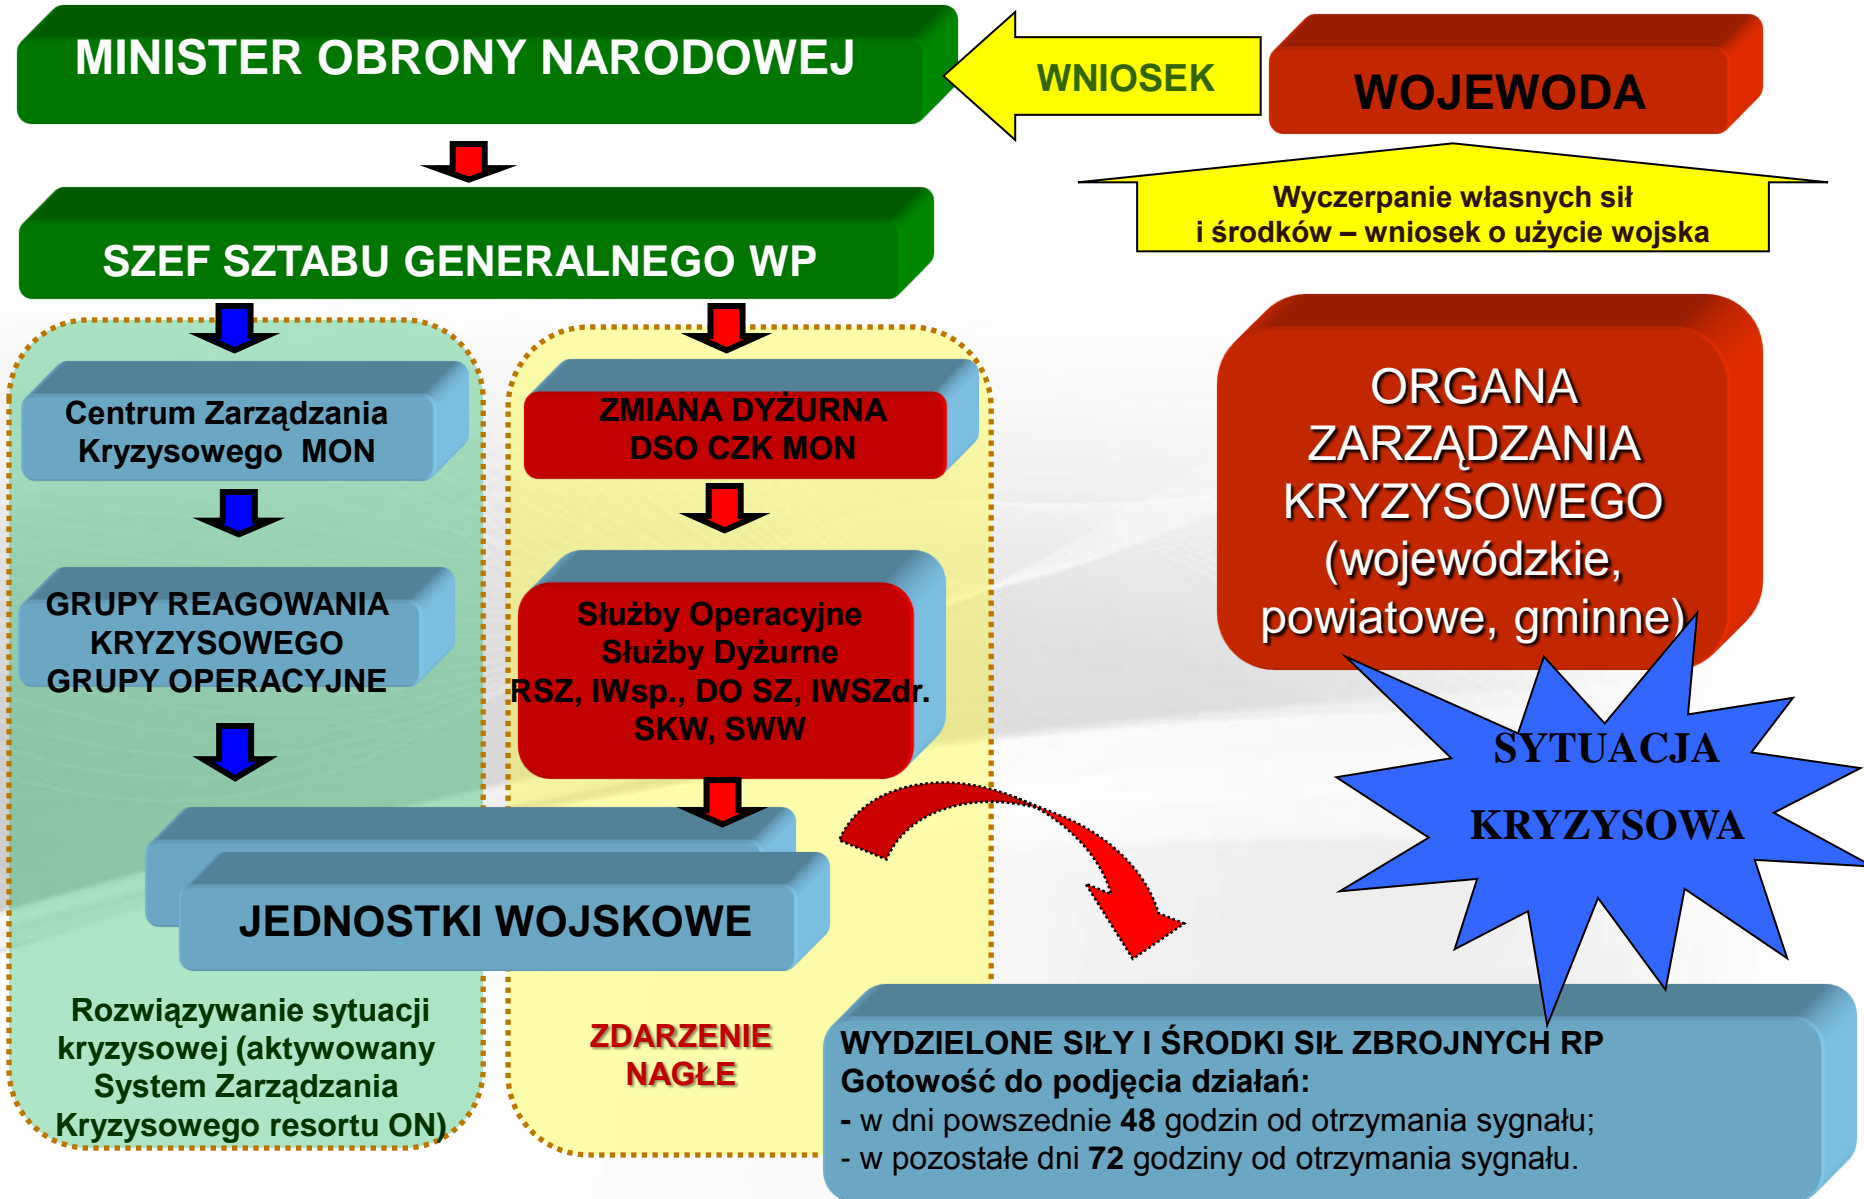 MINISTER OBRONY NARODOWEJ
WNIOSEK
WOJEWODA
Wyczerpanie własnych sił
i środków – wniosek o użycie wojska
SZEF SZTABU GENERALNEGO WP
Centrum Zarządzania
Kryzysowego MON
ZMIANA DYŻURNA
DSO CZK MON
ORGANA
ZARZĄDZANIA
KRYZYSOWEGO
(wojewódzkie,
powiatowe, gminne)
GRUPY REAGOWANIA
KRYZYSOWEGO
GRUPY OPERACYJNE
Służby Operacyjne
Służby Dyżurne
RSZ, IWsp., DO SZ, IWSZdr.
SKW, SWW
SYTUACJA
KRYZYSOWA
JEDNOSTKI WOJSKOWE
Rozwiązywanie sytuacji
kryzysowej (aktywowany
System Zarządzania
Kryzysowego resortu ON)
ZDARZENIE
NAGŁE
WYDZIELONE SIŁY I ŚRODKI SIŁ ZBROJNYCH RP
Gotowość do podjęcia działań:
- w dni powszednie 48 godzin od otrzymania sygnału;
- w pozostałe dni 72 godziny od otrzymania sygnału.